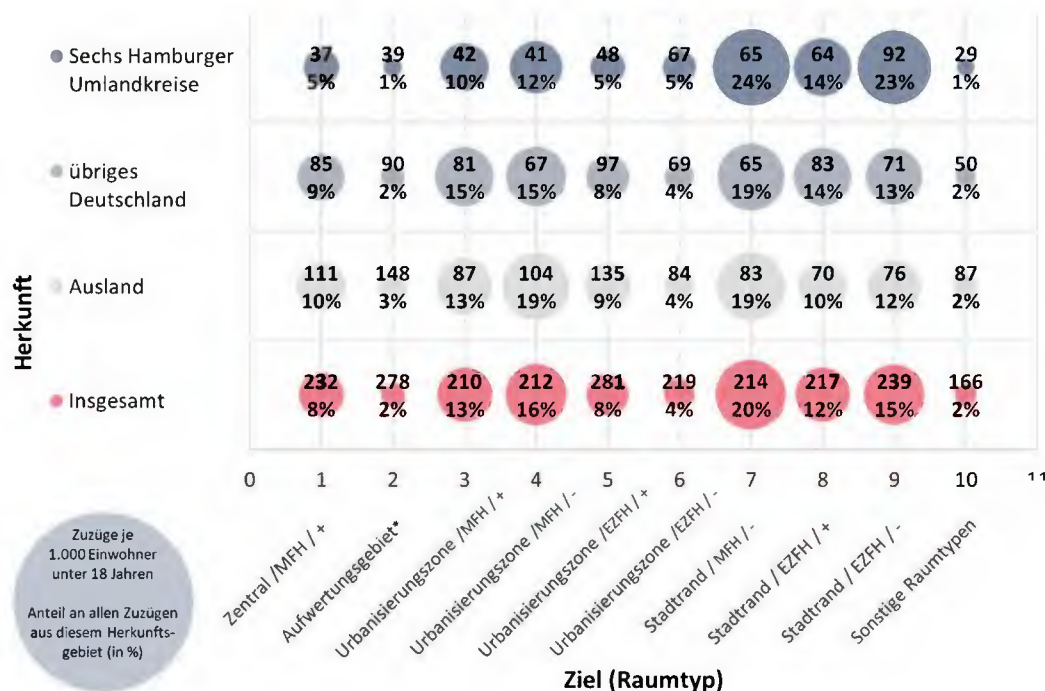 Sechs Hamburger
Umlandkreise
37 39 42 41 48 67 65 64 92 29
5% 1% 10% 12% 5% 5% 24% 14% 23% 1%
übriges
Deutschland
85 90 81 67 97 69 65 83 71 50
9% 2% 15% 15% 8% 4% 19% 14% 13% 2%
Ausland
111 148 87 104 135 84 83 70 76 87
10% 3% 13% 19% 9% 4% 19% 10% 12% 2%
Herkunft
Insgesamt
232 278 210 212 281 219 214 217 239 166
8% 2% 13% 16% 8% 4% 20% 12% 15% 2%
0 1 2 3 4 5 6 7 8 9 10 11
Zentral /MFH / +
Aufwertungsgebiet*
Urbanisierungszone /MFH / +
Urbanisierungszone /MFH / -
Urbanisierungszone /EZFH / +
Urbanisierungszone /EZFH / -
Stadtrand / MFH / -
Stadtrand / EZFH / +
Stadtrand / EZFH / -
Sonstige Raumtypen
Zuzüge je
1.000 Einwohner
unter 18 Jahren
Anteil an allen Zuzügen
aus diesem Herkunfts-
gebiet (in %)
Ziel (Raumtyp)